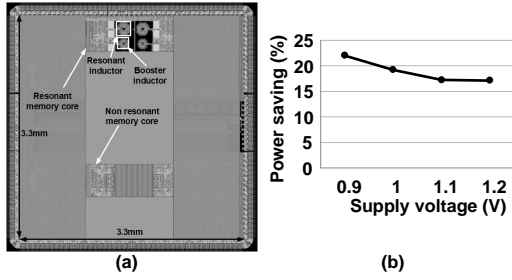 Resonant
inductor
Booster
inductor
Resonant
memory core
Non resonant
memory core
3.3mm
3.3mm
(a)
Power saving (%)
25
20
15
10
5
0
0.9 1 1.1 1.2
Supply voltage (V)
(b)